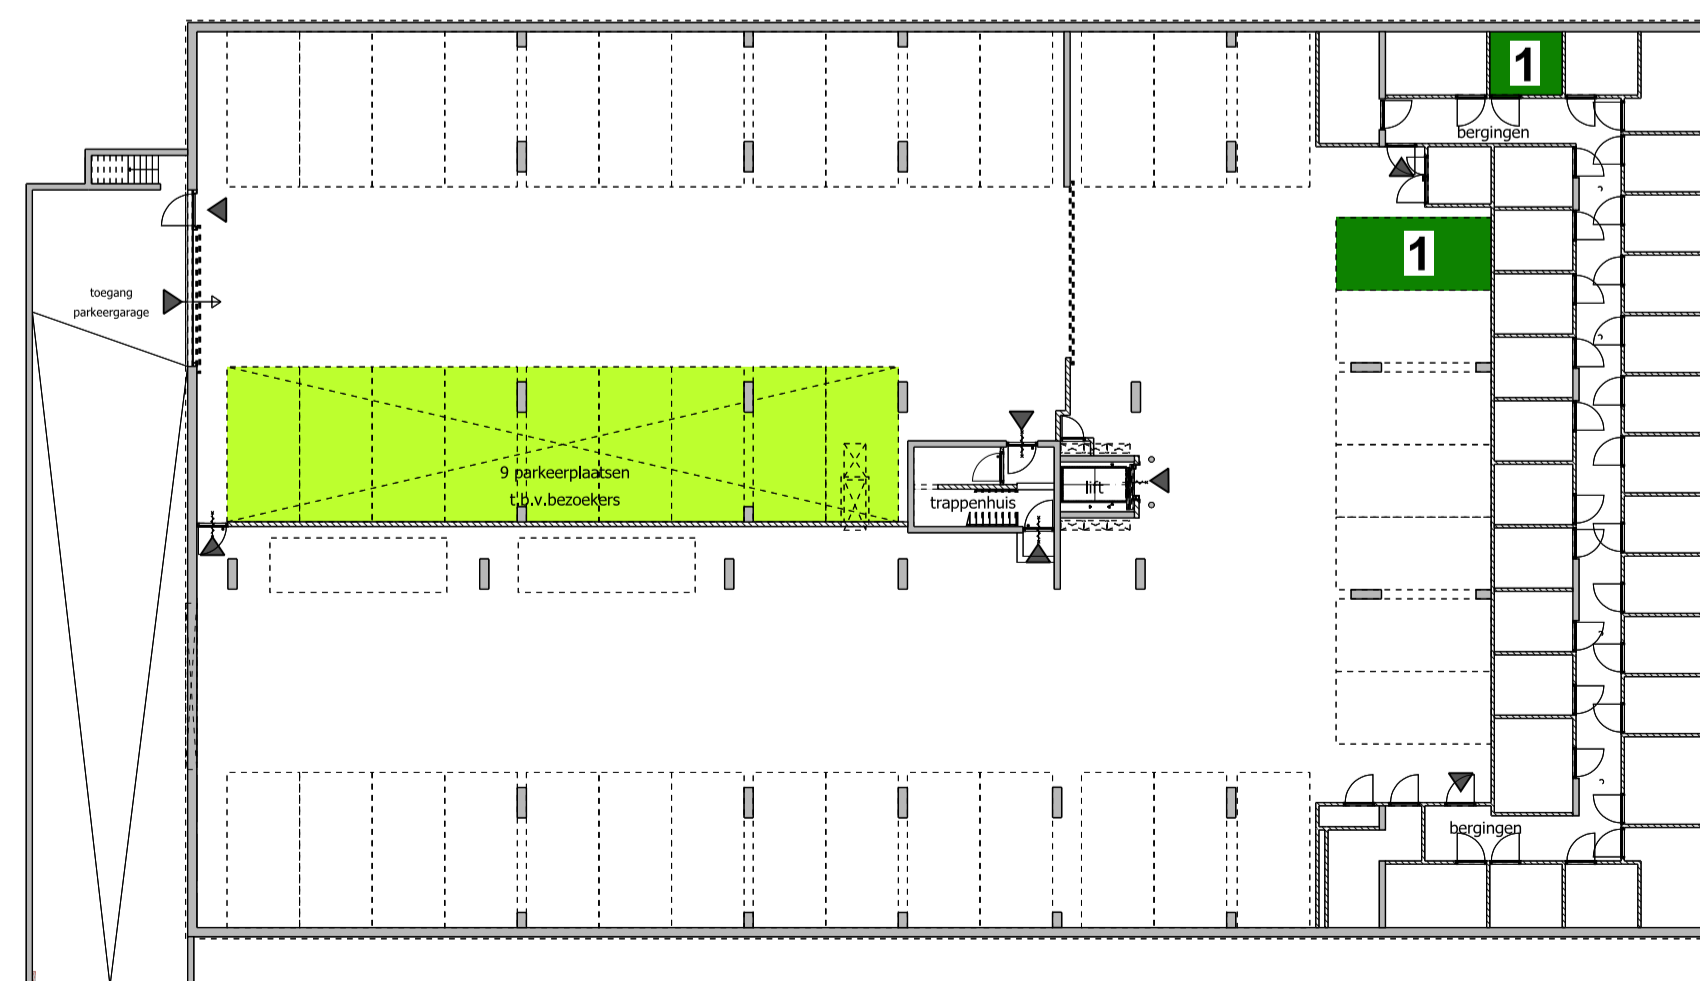 1
bergingen
1
toegang
parkeergarage
9 parkeerplaatsen
t.b.v.bezoekers
trappenhuis
lift
bergingen